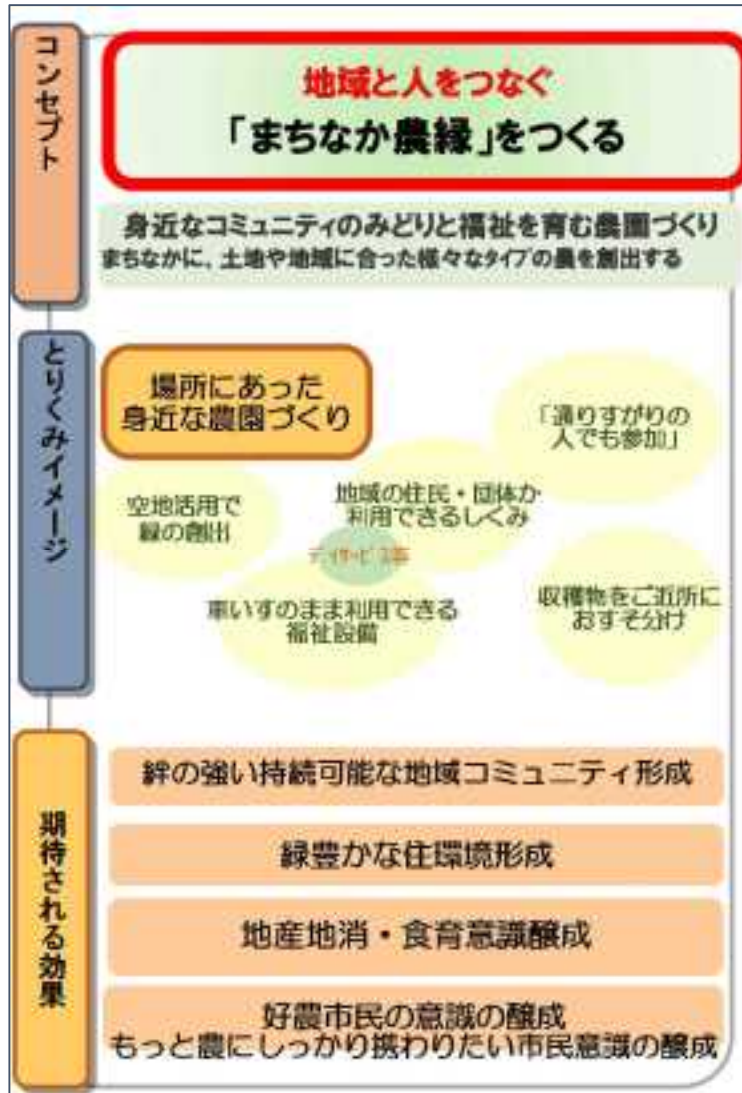 コンセプト
地域と人をつなぐ
「まちなか農縁」をつくる
身近なコミュニティのみどりと福祉を育む農園づくり
まちなかに、土地や地域に合った様々なタイプの農を創出する
とりくみイメージ
場所にあった
身近な農園づくり
「通りすがりの
人でも参加」
地域の住民・団体が
利用できるしくみ
空地活用で
緑の創出
車いすのまま利用できる
福祉設備
収穫物をご近所に
おすそ分け
期待される効果
絆の強い持続可能な地域コミュニティ形成
緑豊かな住環境形成
地産地消・食育意識醸成
好農市民の意識の醸成
もっと農にしっかり携わりたい市民意識の醸成